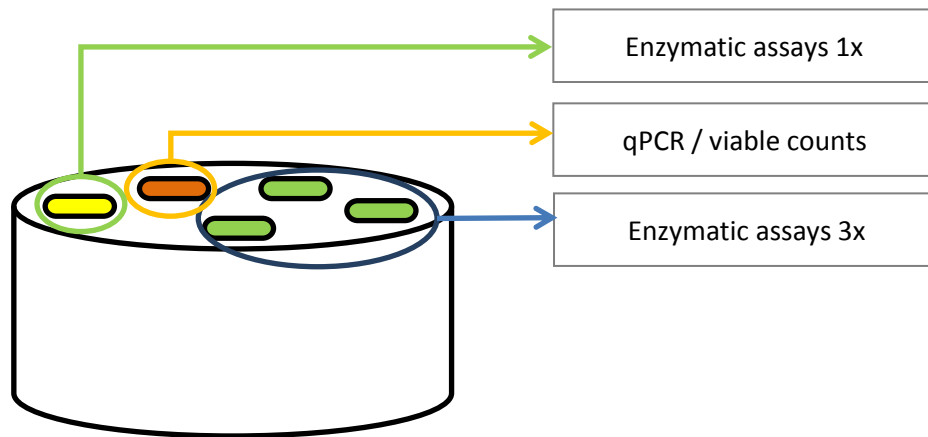 Enzymatic assays 1x
qPCR / viable counts
Enzymatic assays 3x